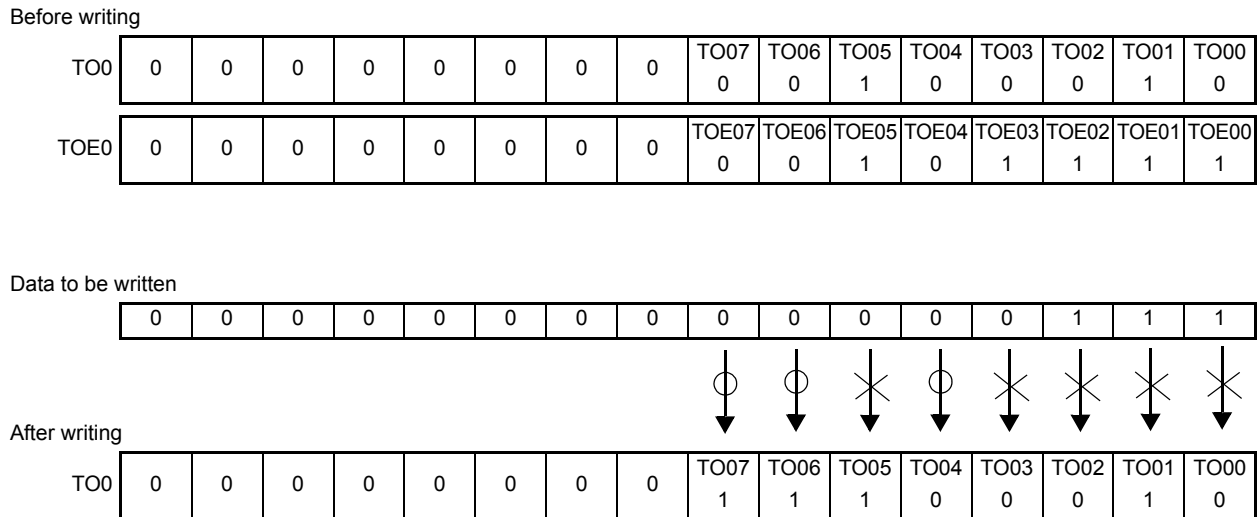 Before writing
TO07 TO06 TO05 TO04 TO03 TO02 TO01 TO00
TO0 0 0 0 0 0 0 0 0 0 0 1 0 0 0 1 0
TOE07 TOE06 TOE05 TOE04 TOE03 TOE02 TOE01 TOE00
TOE0 0 0 0 0 0 0 0 0 0 0 1 0 1 1 1 1
Data to be written
0 0 0 0 0 0 0 0 0 0 0 0 0 1 1 1
After writing
TO07 TO06 TO05 TO04 TO03 TO02 TO01 TO00
TO0 0 0 0 0 0 0 0 0 1 1 1 0 0 0 1 0